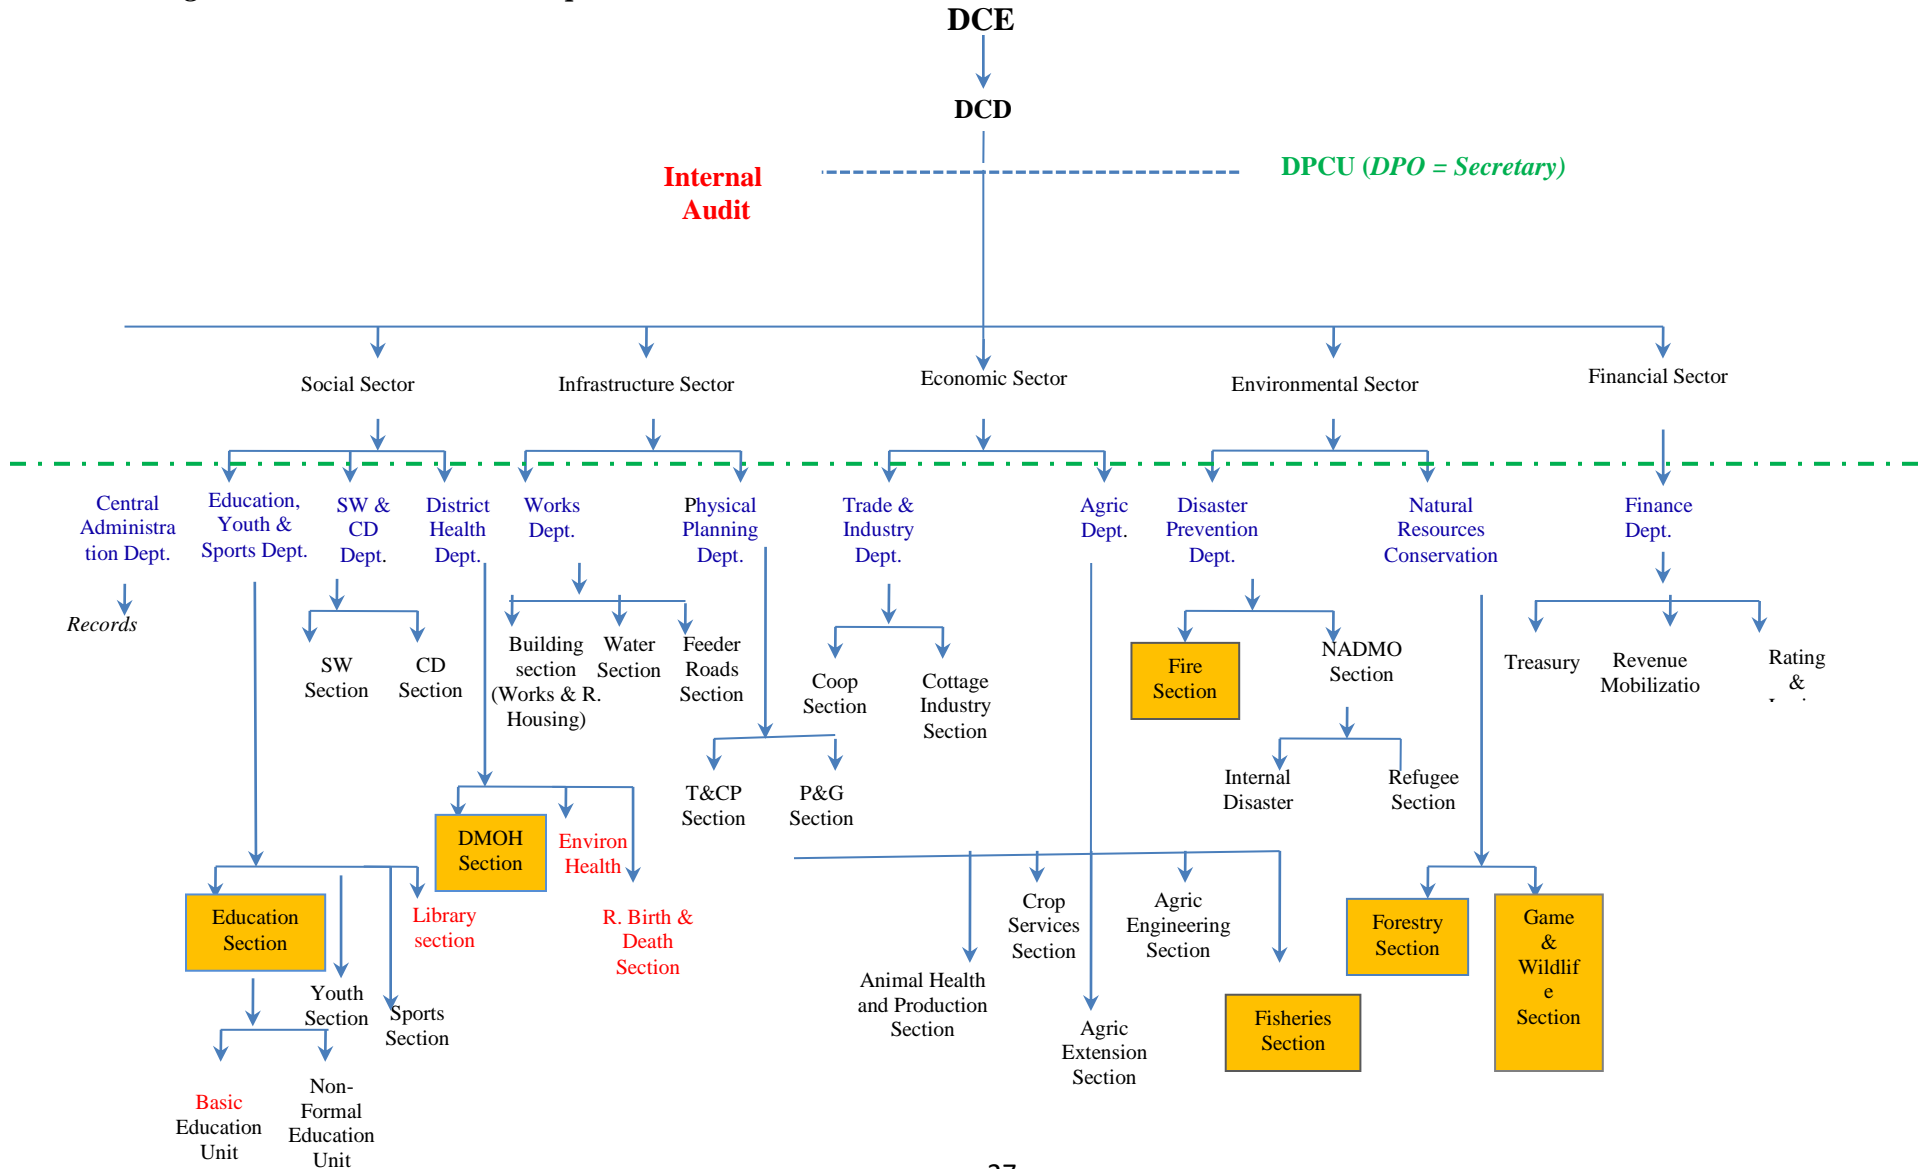 DCE
DCD
Internal
Audit
DPCU (DPO = Secretary)
Social Sector
Infrastructure Sector
Economic Sector
Environmental Sector
Financial Sector
Central
Administra
tion Dept.
Education,
Youth &
Sports Dept.
SW &
CD
Dept.
District
Health
Dept.
Works
Dept.
Physical
Planning
Dept.
Trade &
Industry
Dept.
Agric
Dept.
Disaster
Prevention
Dept.
Natural
Resources
Conservation
Finance
Dept.
Records
SW
Section
CD
Section
Building
section
(Works & R.
Housing)
Water
Section
Feeder
Roads
Section
Coop
Section
Cottage
Industry
Section
Fire
Section
NADMO
Section
Treasury
Revenue
Mobilizatio
Rating
&
T&CP
Section
P&G
Section
Internal
Disaster
Refugee
Section
DMOH
Section
Environ
Health
R. Birth &
Death
Section
Education
Section
Library
section
Youth
Section
Sports
Section
Animal Health
and Production
Section
Crop
Services
Section
Agric
Extension
Section
Agric
Engineering
Section
Fisheries
Section
Forestry
Section
Game
&
Wildlif
e
Section
Basic
Education
Unit
Non-
Formal
Education
Unit